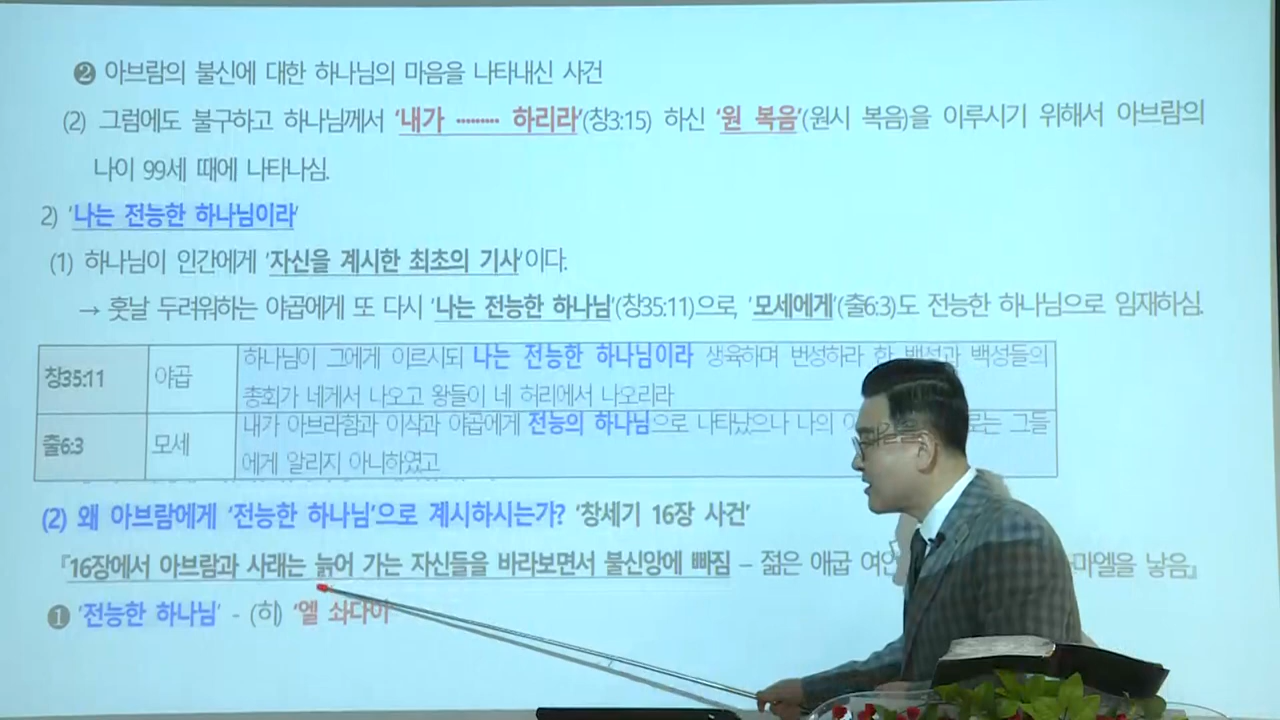 ❷ 아브람의 불신에 대한 하나님의 마음을 나타내신 사건
(2) 그럼에도 불구하고 하나님께서 '내가 ········· 하리라'(창3:15) 하신 '원 복음'(원시 복음)을 이루시기 위해서 아브람의
나이 99세 때에 나타나심.
2) '나는 전능한 하나님이라'
(1) 하나님이 인간에게 '자신을 계시한 최초의 기사'이다.
→ 훗날 두려워하는 야곱에게 또 다시 '나는 전능한 하나님'(창35:11)으로, '모세에게'(출6:3)도 전능한 하나님으로 임재하심.
창35:11 야곱 하나님이 그에게 이르시되 나는 전능한 하나님이라 생육하며 번성하라 한 백성과 백성들의
총회가 네게서 나오고 왕들이 네 허리에서 나오리라
출6:3 모세 내가 아브라함과 이삭과 야곱에게 전능의 하나님으로 나타났으나 나의 그들
에게 알리지 아니하였고
(2) 왜 아브람에게 '전능한 하나님'으로 계시하시는가? '창세기 16장 사건'
『16장에서 아브람과 사래는 늙어 가는 자신들을 바라보면서 불신앙에 빠짐 – 젊은 애굽 낳음』
❶ '전능한 하나님' - (히) '엘 솨다이'